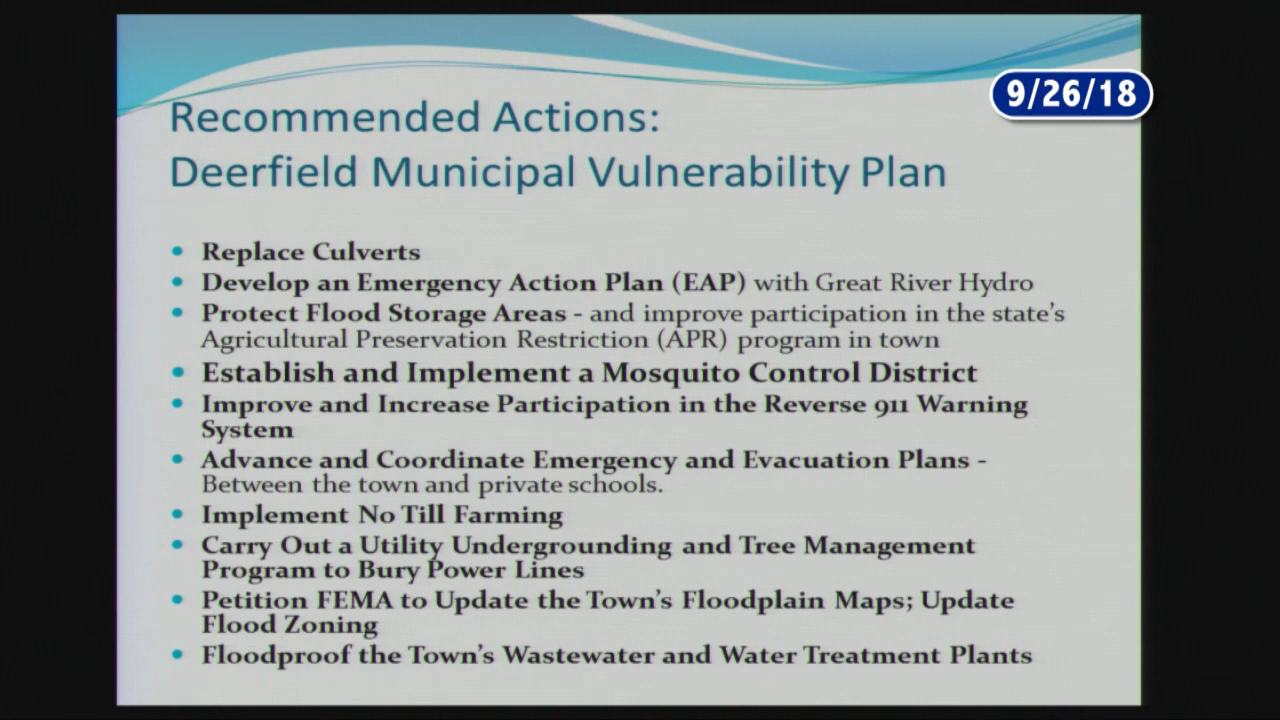 9/26/18
Recommended Actions:
Deerfield Municipal Vulnerability Plan
• Replace Culverts
• Develop an Emergency Action Plan (EAP) with Great River Hydro
• Protect Flood Storage Areas - and improve participation in the state's
Agricultural Preservation Restriction (APR) program in town
• Establish and Implement a Mosquito Control District
• Improve and Increase Participation in the Reverse 911 Warning
System
• Advance and Coordinate Emergency and Evacuation Plans -
Between the town and private schools.
• Implement No Till Farming
• Carry Out a Utility Undergrounding and Tree Management
Program to Bury Power Lines
• Petition FEMA to Update the Town's Floodplain Maps; Update
Flood Zoning
• Floodproof the Town's Wastewater and Water Treatment Plants